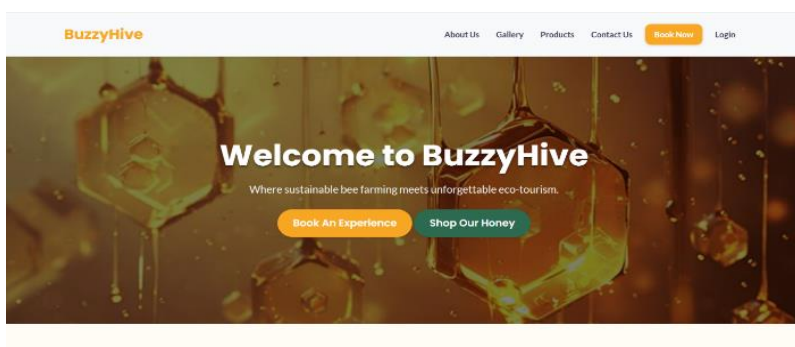 BuzzyHive
About Us Gallery Products Contact Us Book Now Login
Welcome to BuzzyHive
Where sustainable bee farming meets unforgettable eco-tourism.
Book An Experience Shop Our Honey